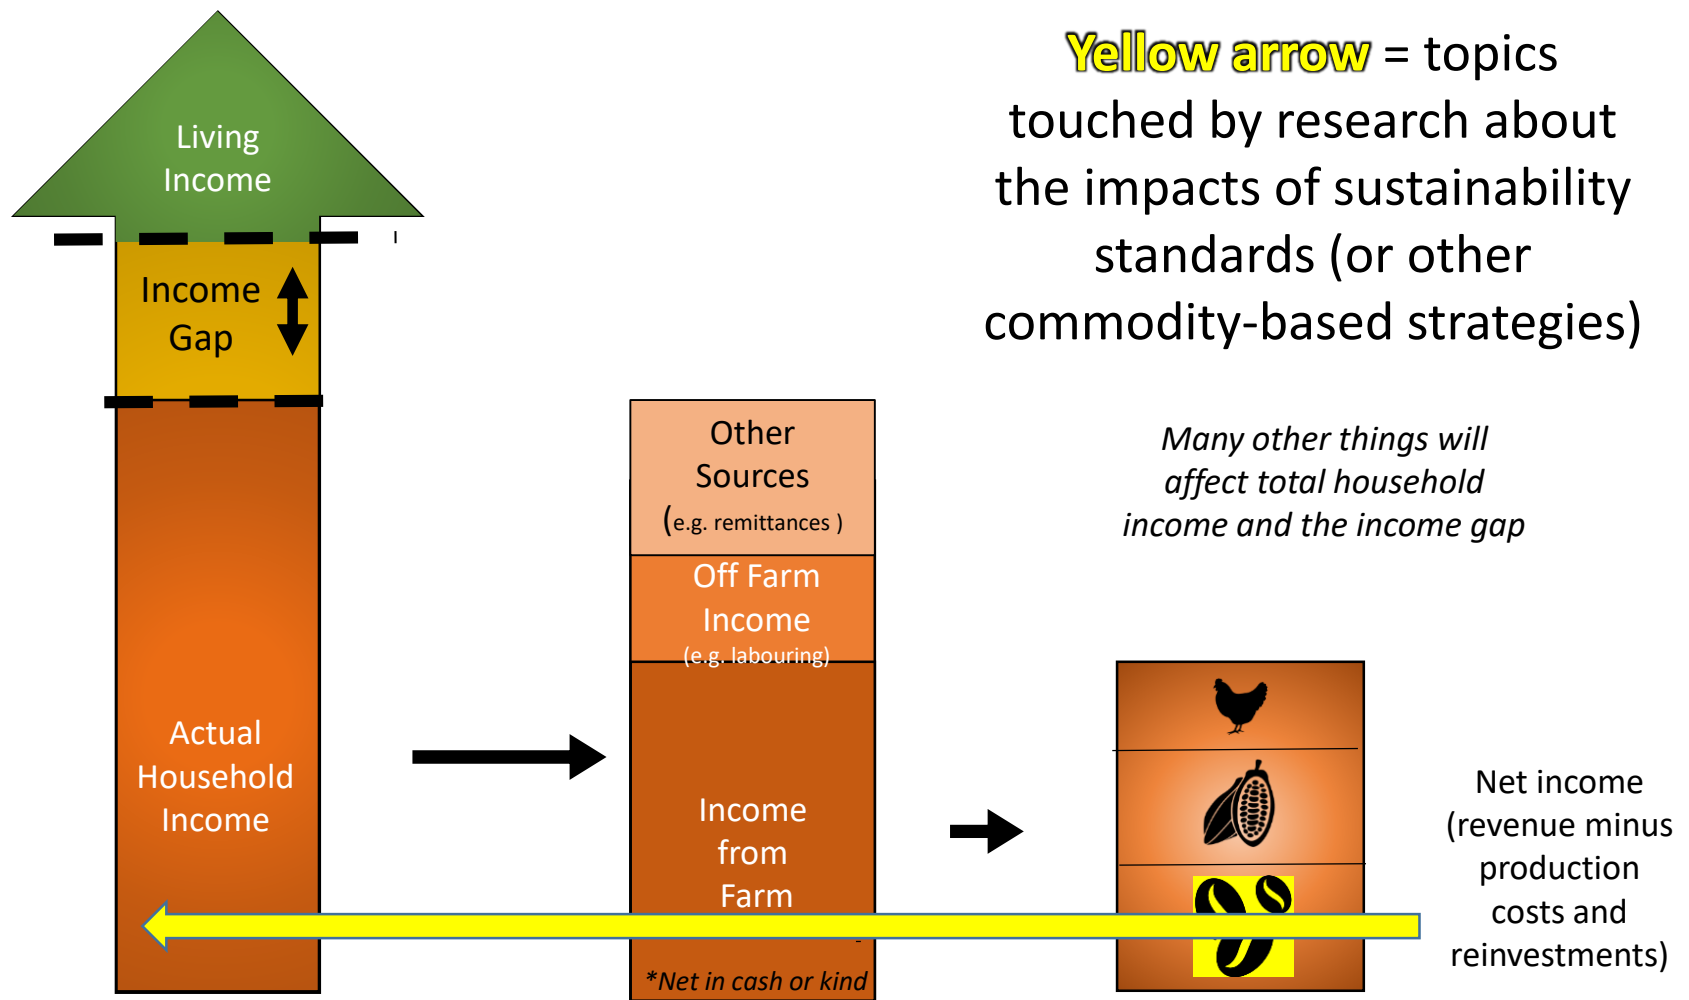 Yellow arrow = topics
touched by research about
the impacts of sustainability
standards (or other
commodity-based strategies)
Many other things will
affect total household
income and the income gap
Living
Income
Income
Gap
Actual
Household
Income
Other
Sources
(e.g. remittances )
Off Farm
Income
(e.g. labouring)
Income
from
Farm
*Net in cash or kind
Net income
(revenue minus
production
costs and
reinvestments)